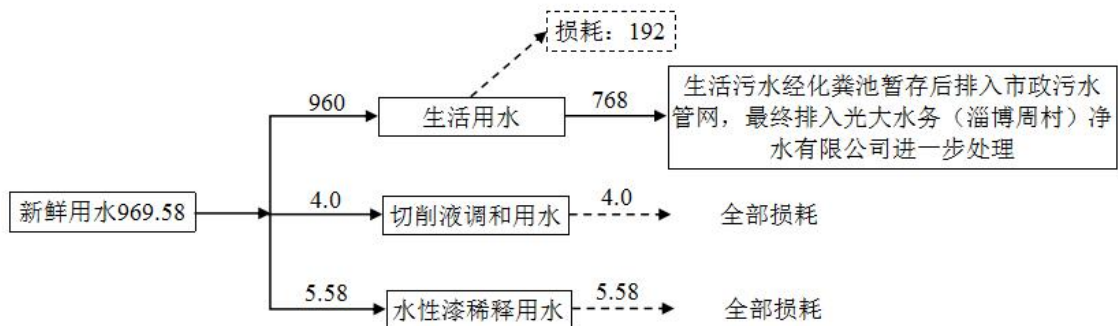 损耗：192
960
生活用水
768
生活污水经化粪池暂存后排入市政污水
管网，最终排入光大水务（淄博周村）净
水有限公司进一步处理
新鲜用水969.58
4.0
切削液调和用水
4.0
全部损耗
5.58
水性漆稀释用水
5.58
全部损耗